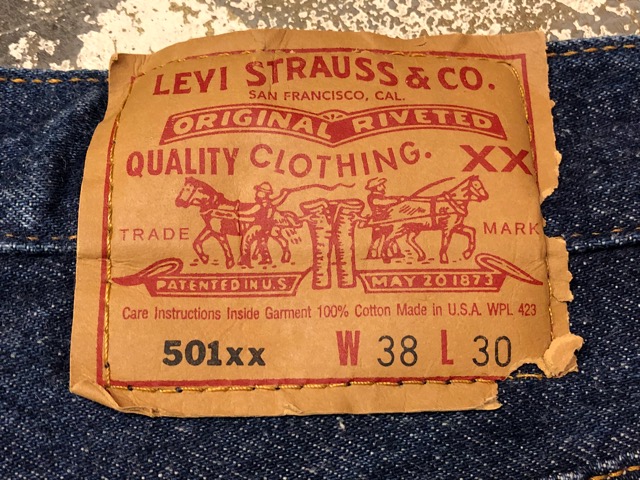 LEVI STRAUSS & CO.
SAN FRANCISCO, CAL.
ORIGINAL RIVETED
QUALITY CLOTHING. XX
TRADE MARK
PATENTED IN U.S. MAY 20 1873
Care Instructions Inside Garment 100% Cotton Made in U.S.A. WPL 423
501xx W 38 L 30